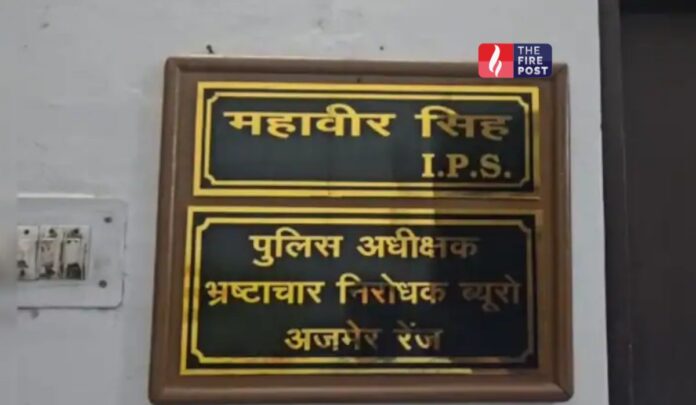 THE
FIRE
POST
महावीर सिह
I.P.S.
पुलिस अधीक्षक
भ्रष्टाचार निरोधक ब्यूरो
अजमेर रेंज